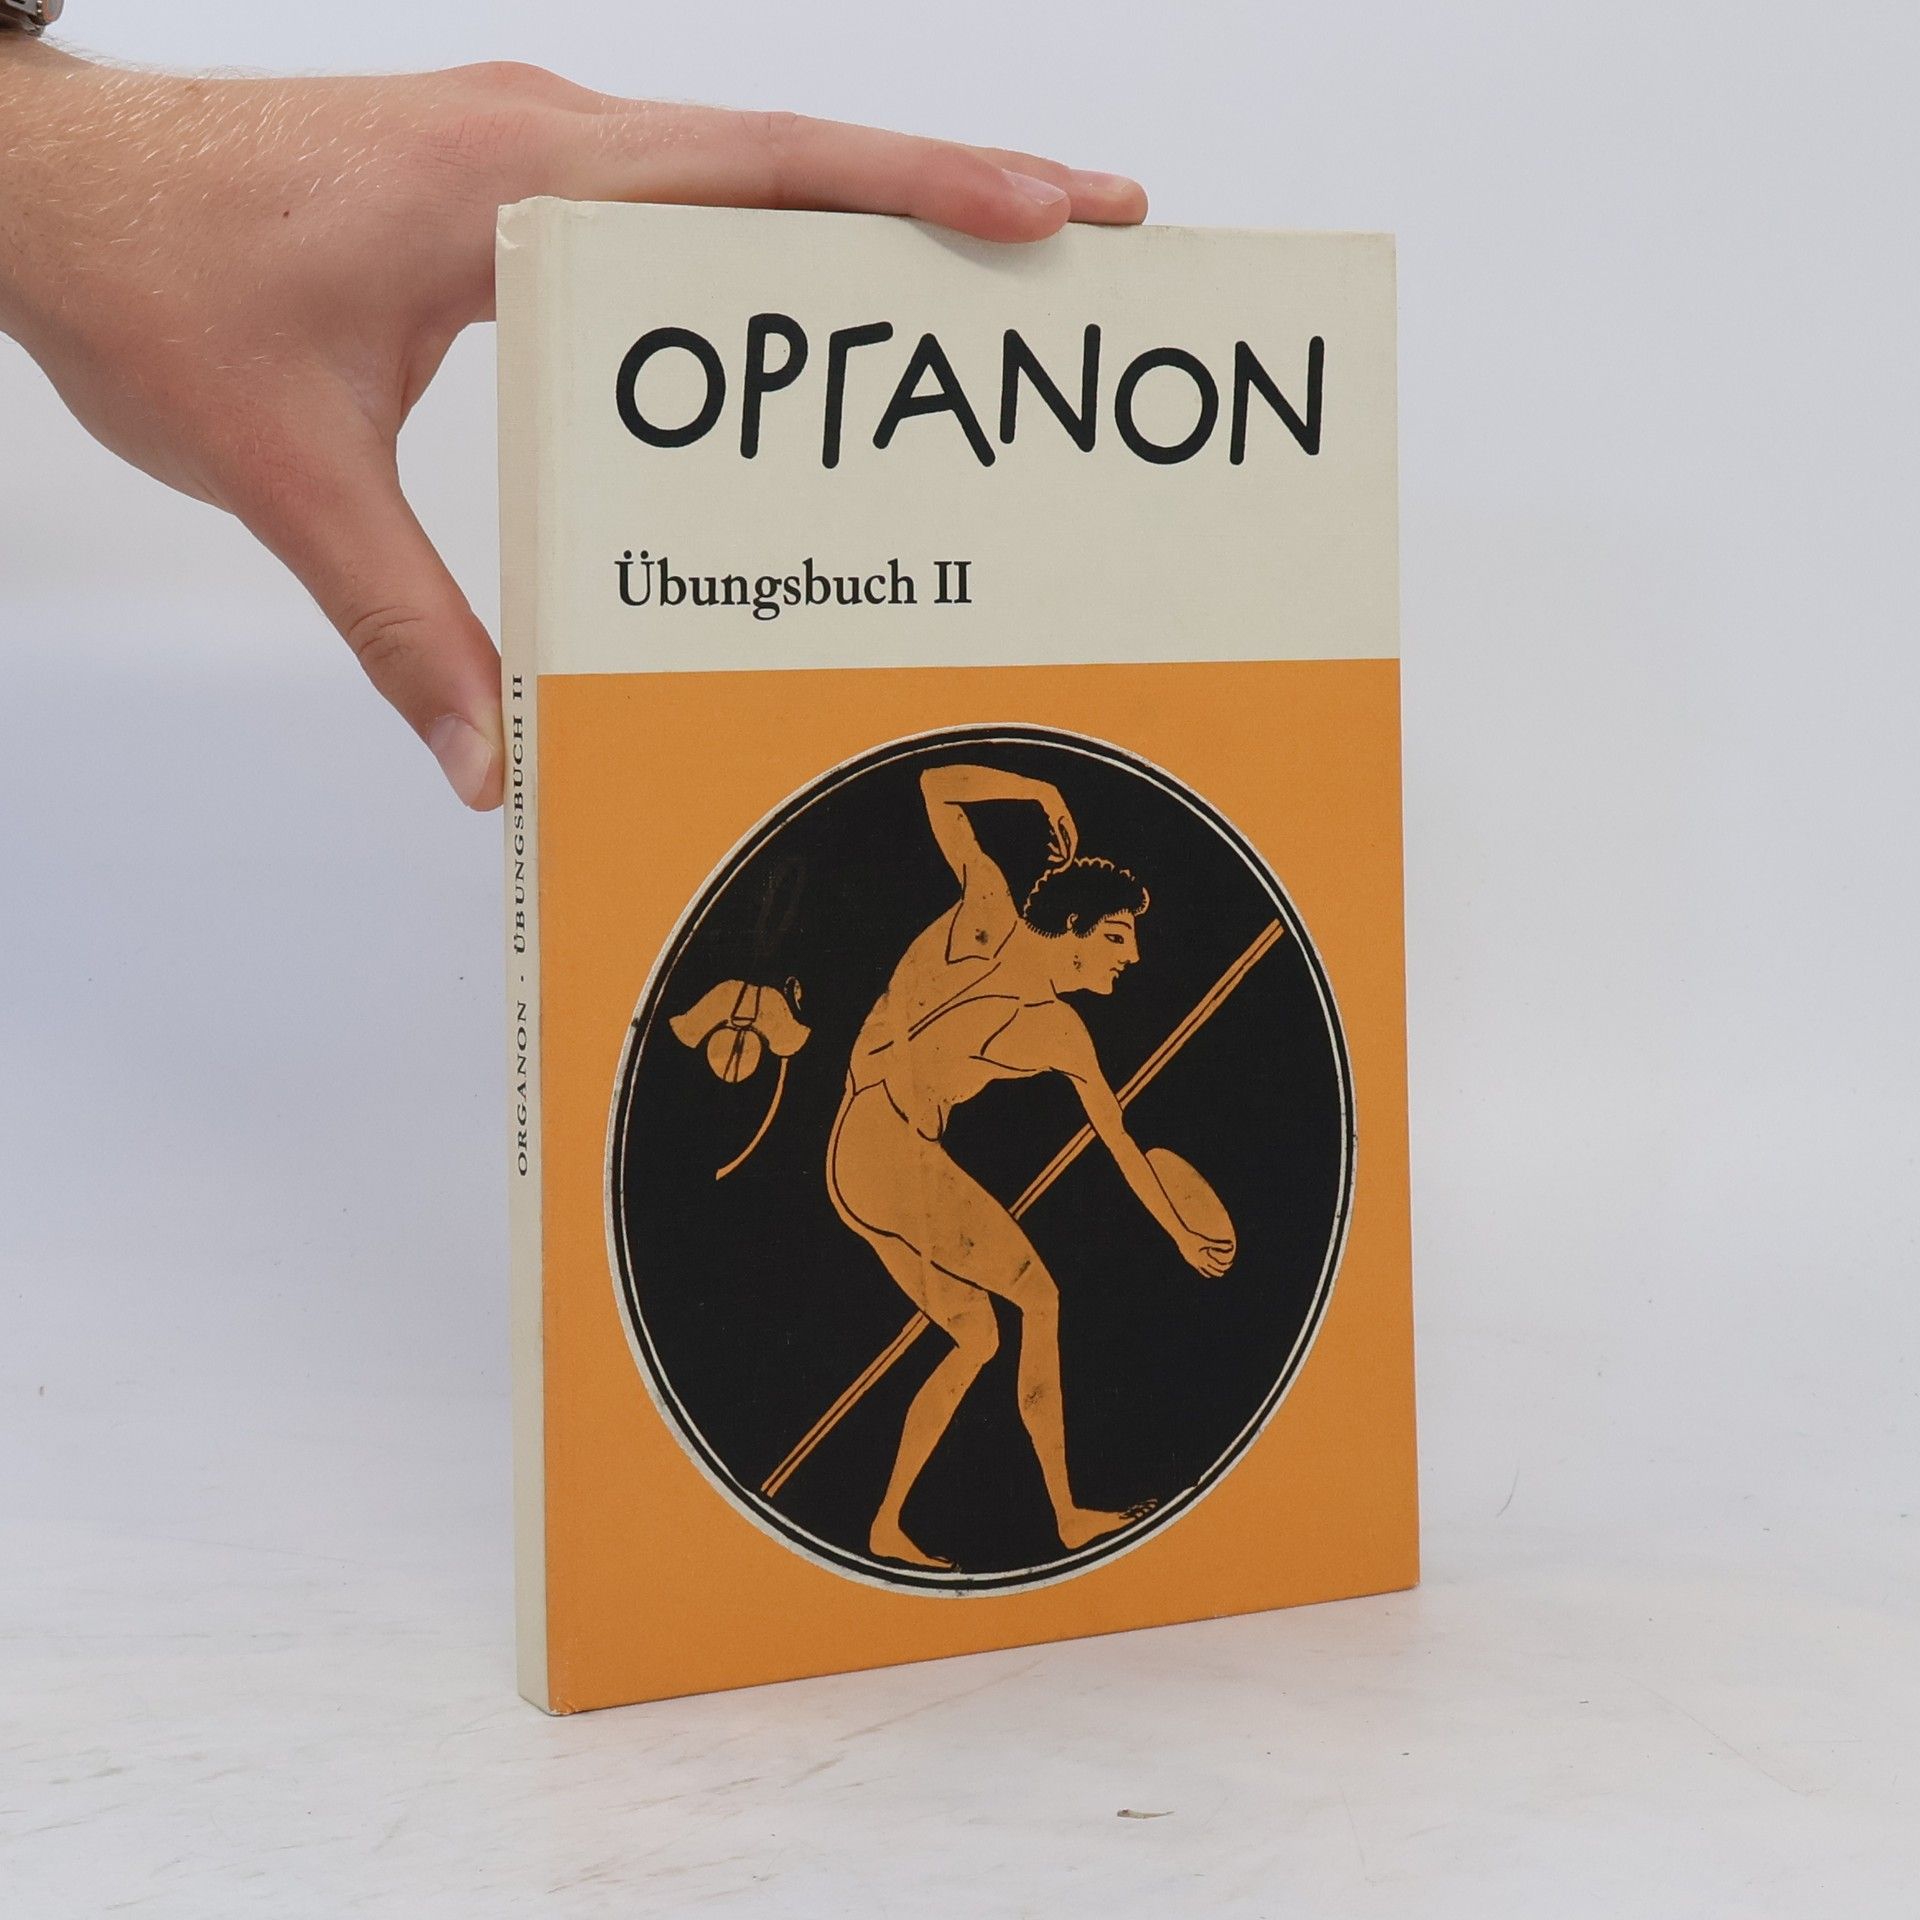 ΟΡΓΑΝΟΝ
Übungsbuch II
ORGANON · ÜBUNGSBUCH II